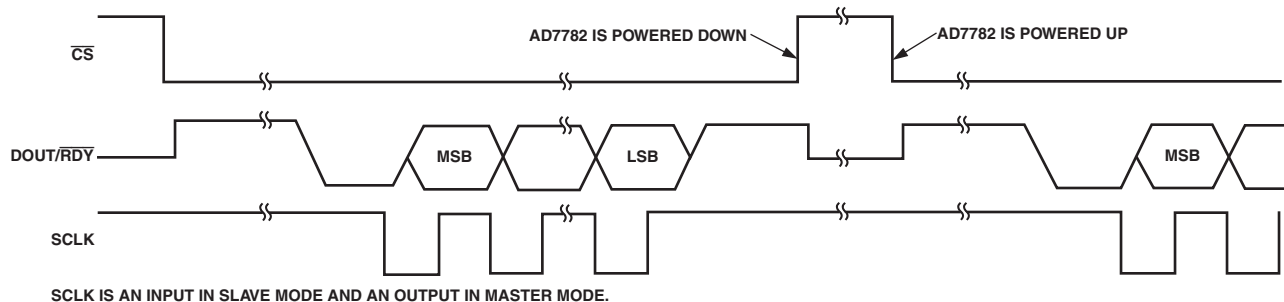 AD7782 IS POWERED DOWN
AD7782 IS POWERED UP
CS
DOUT/RDY
MSB
LSB
MSB
SCLK
SCLK IS AN INPUT IN SLAVE MODE AND AN OUTPUT IN MASTER MODE.